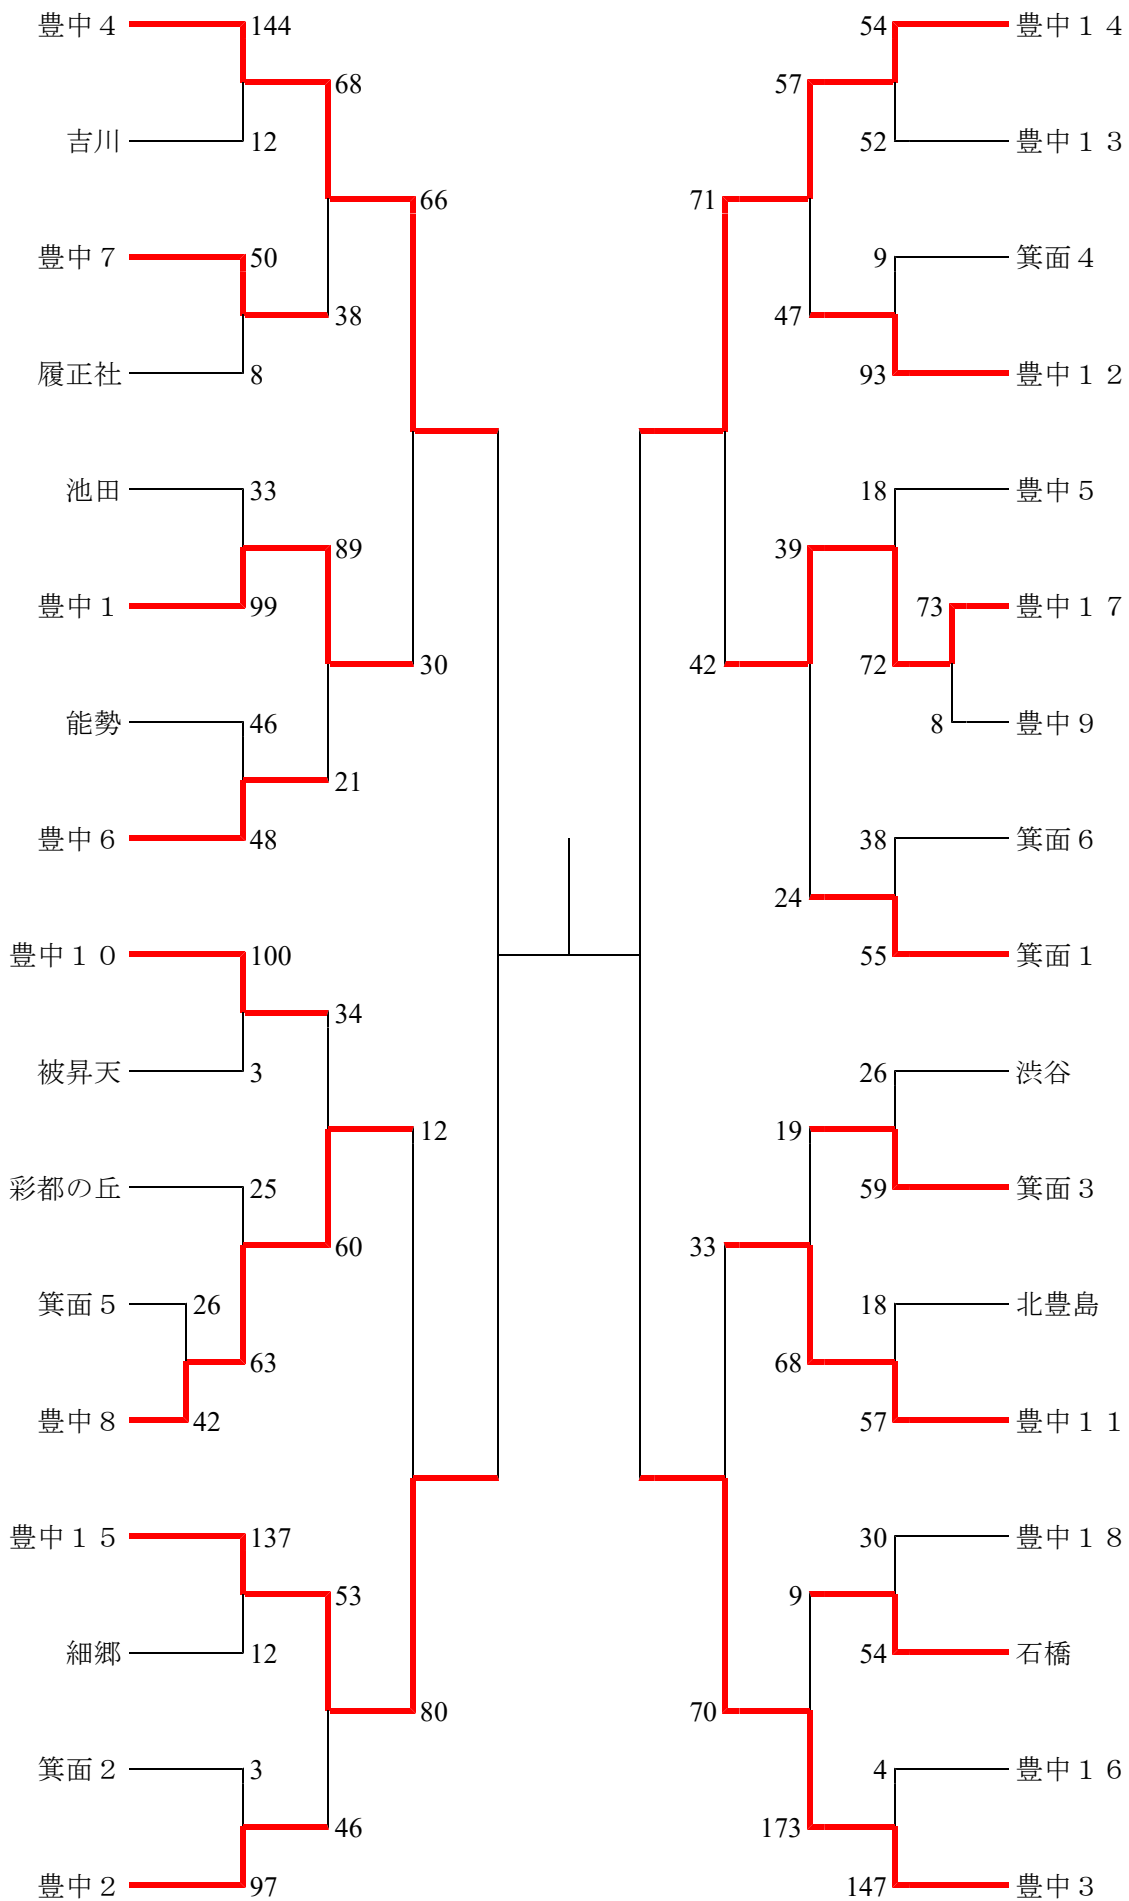 豊中４ 144 54 豊中１４
68 57
吉川 12 52 豊中１３
66 71
豊中７ 50 9 箕面４
38 47
履正社 8 93 豊中１２
池田 33 18 豊中５
89 39
豊中１ 99 73 豊中１７
30 42 72
能勢 46 8 豊中９
21
豊中６ 48 38 箕面６
24
豊中１０ 100 55 箕面１
34
被昇天 3 26 渋谷
12 19
彩都の丘 25 59 箕面３
60 33
箕面５ 26 18 北豊島
63 68
豊中８ 42 57 豊中１１
豊中１５ 137 30 豊中１８
53 9
細郷 12 54 石橋
80 70
箕面２ 3 4 豊中１６
46 173
豊中２ 97 147 豊中３